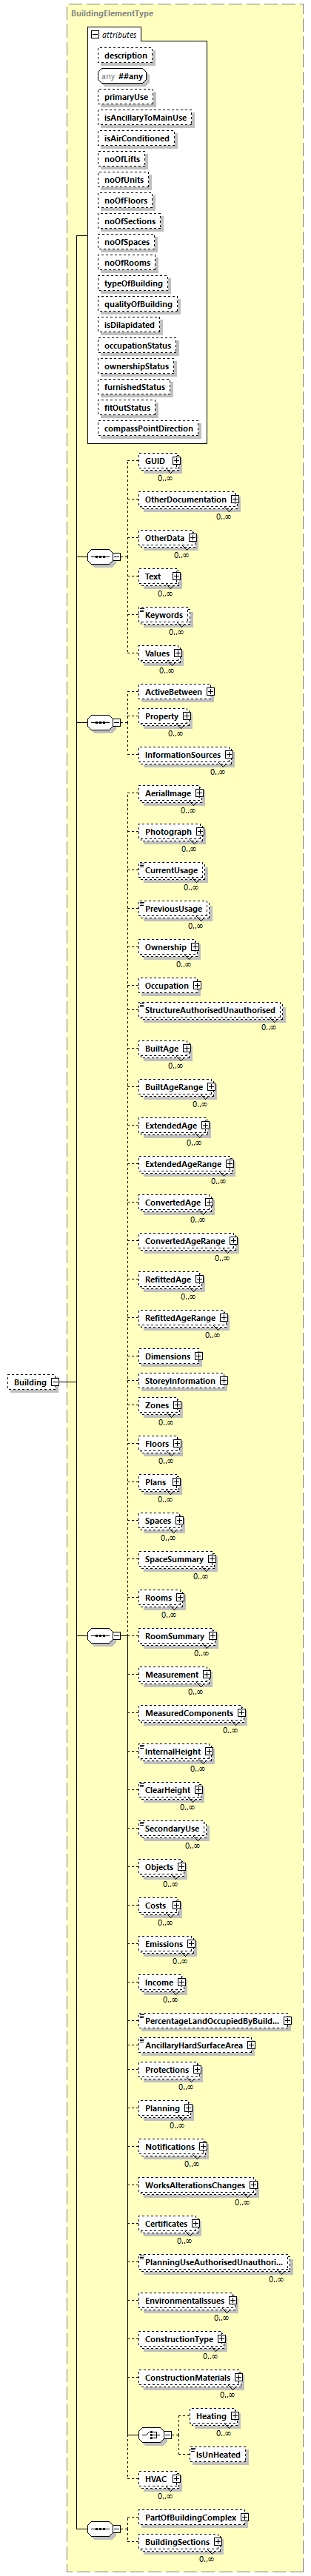 BuildingElementType
attributes
description
any ##any
primaryUse
isAncillaryToMainUse
isAirConditioned
noOfLifts
noOfUnits
noOfFloors
noOfSections
noOfSpaces
noOfRooms
typeOfBuilding
qualityOfBuilding
isDilapidated
occupationStatus
ownershipStatus
furnishedStatus
fitOutStatus
compassPointDirection
GUID
0..∞
OtherDocumentation
0..∞
OtherData
0..∞
Text
0..∞
Keywords
0..∞
Values
0..∞
ActiveBetween
Property
0..∞
InformationSources
0..∞
AerialImage
0..∞
Photograph
0..∞
CurrentUsage
0..∞
PreviousUsage
0..∞
Ownership
0..∞
Occupation
StructureAuthorisedUnauthorised
0..∞
BuiltAge
0..∞
BuiltAgeRange
0..∞
ExtendedAge
0..∞
ExtendedAgeRange
0..∞
ConvertedAge
0..∞
ConvertedAgeRange
0..∞
RefittedAge
0..∞
RefittedAgeRange
0..∞
Dimensions
Building
StoreyInformation
Zones
0..∞
Floors
0..∞
Plans
0..∞
Spaces
0..∞
SpaceSummary
0..∞
Rooms
0..∞
RoomSummary
0..∞
Measurement
0..∞
MeasuredComponents
0..∞
InternalHeight
0..∞
ClearHeight
0..∞
SecondaryUse
0..∞
Objects
0..∞
Costs
0..∞
Emissions
0..∞
Income
0..∞
PercentageLandOccupiedByBuild...
AncillaryHardSurfaceArea
Protections
0..∞
Planning
0..∞
Notifications
0..∞
WorksAlterationsChanges
0..∞
Certificates
0..∞
PlanningUseAuthorisedUnauthori...
0..∞
EnvironmentalIssues
0..∞
ConstructionType
0..∞
ConstructionMaterials
0..∞
Heating
0..∞
IsUnHeated
HVAC
0..∞
PartOfBuildingComplex
BuildingSections
0..∞